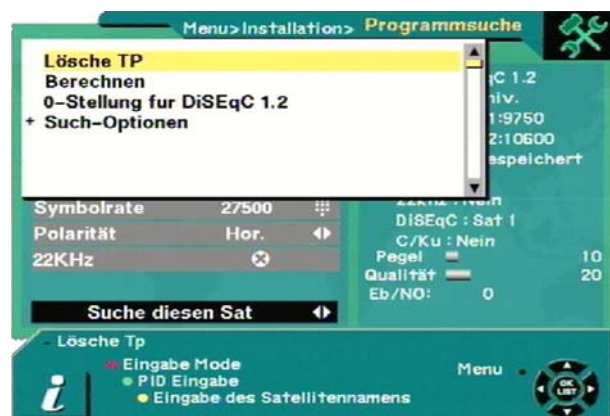 Menu>Installation> Programmsuche
Lösche TP
Berechnen
0-Stellung fur DiSEqC 1.2
+ Such-Optionen
C 1.2
niv.
1:9750
2:10600
espeichert
22KHz : Nein
DiSEqC : Sat 1
C/Ku : Nein
Symbolrate 27500
Polarität Hor.
22KHz
Pegel 10
Qualität 20
Eb/NO: 0
Suche diesen Sat
- Lösche Tp
Eingabe Mode
PID Eingabe
Eingabe des Satellitennamens
Menu
OK
LIST
i